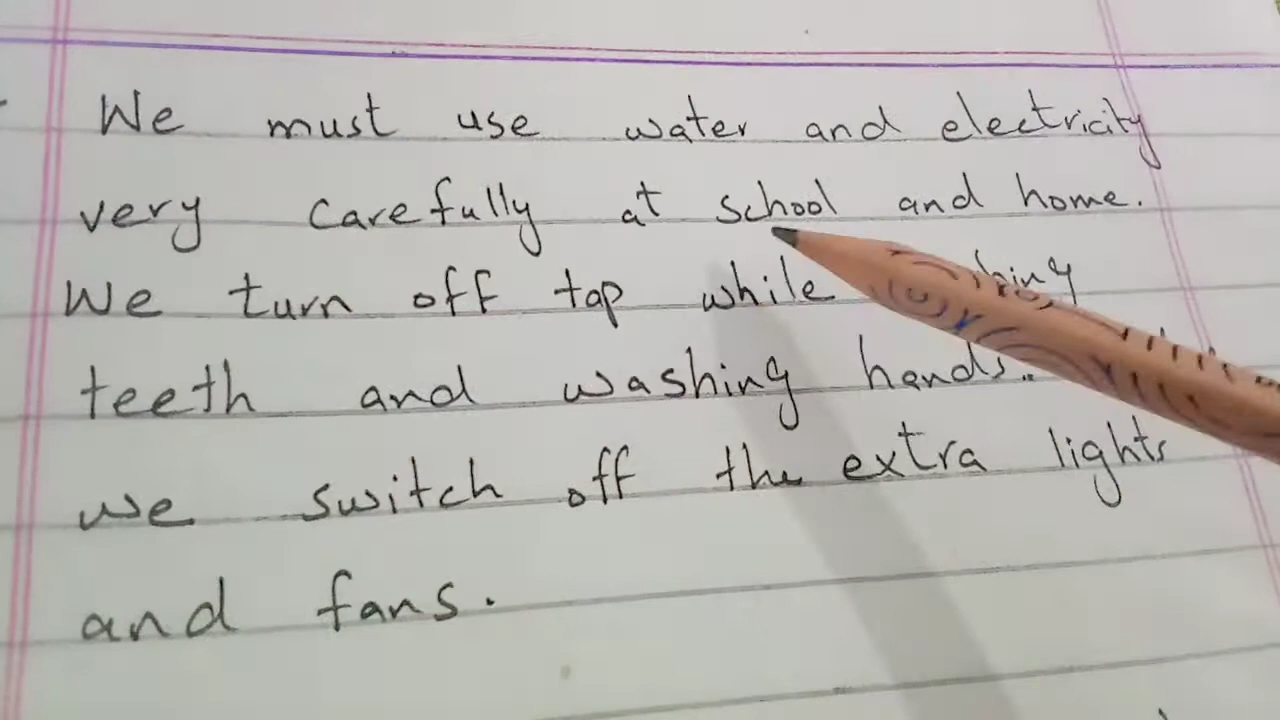 We must use water and electricity
very carefully at school and home.
We turn off tap while
teeth and washing hands..
we switch off the extra lights
and fans.